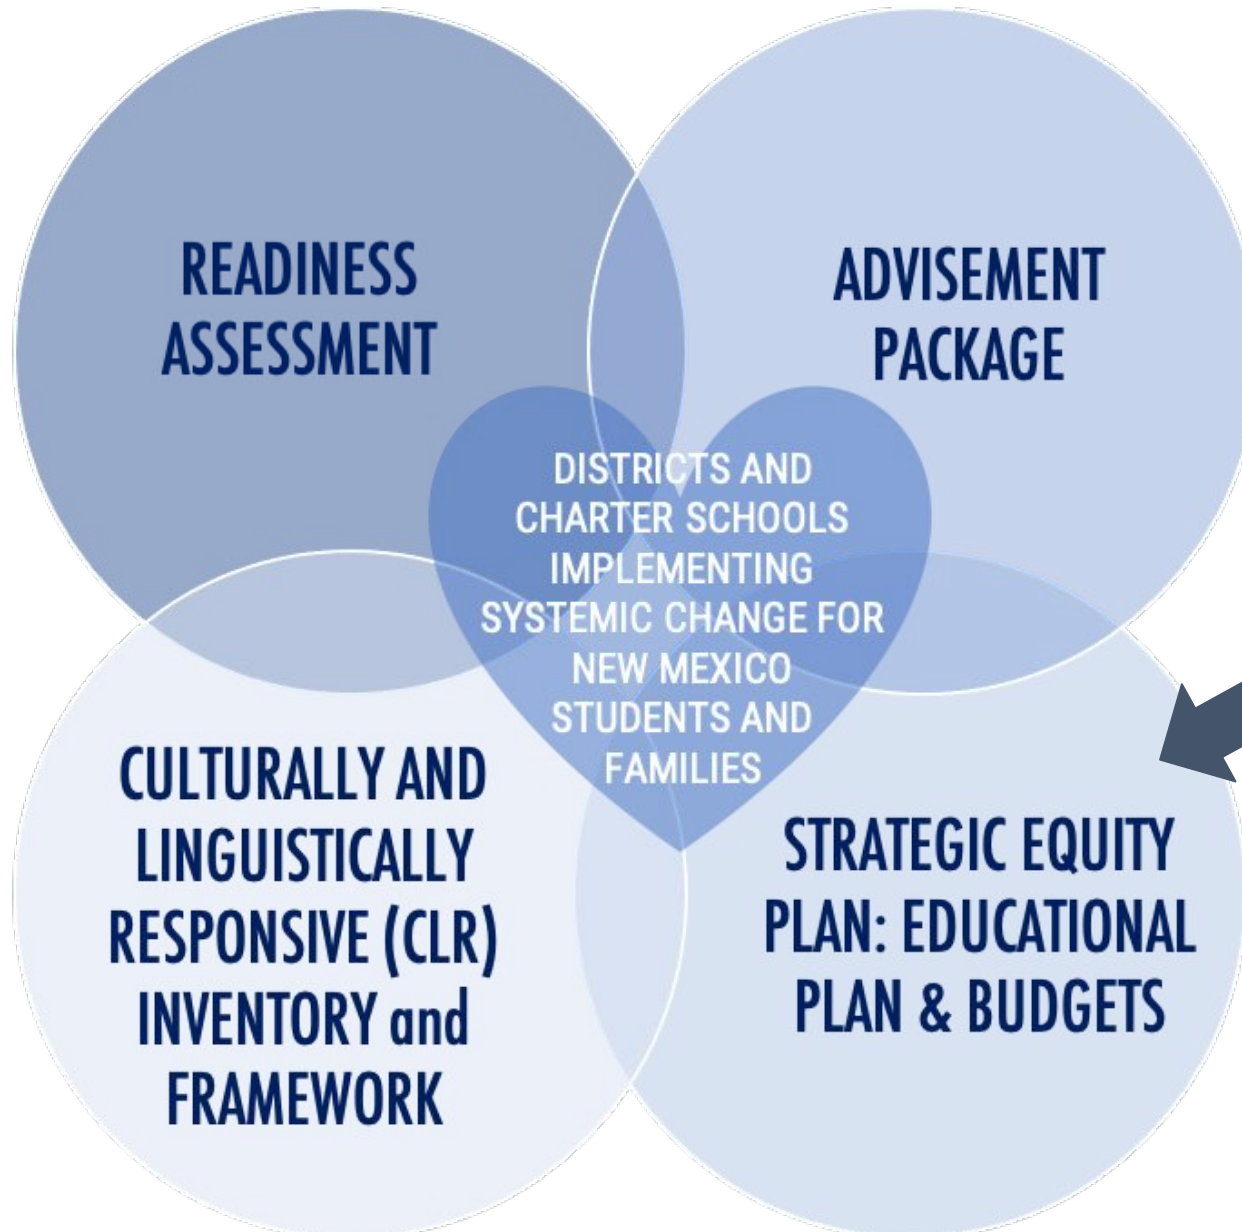 READINESS
ASSESSMENT
ADVISEMENT
PACKAGE
DISTRICTS AND
CHARTER SCHOOLS
IMPLEMENTING
SYSTEMIC CHANGE FOR
NEW MEXICO
STUDENTS AND
FAMILIES
CULTURALLY AND
LINGUISTICALLY
RESPONSIVE (CLR)
INVENTORY and
FRAMEWORK
STRATEGIC EQUITY
PLAN: EDUCATIONAL
PLAN & BUDGETS